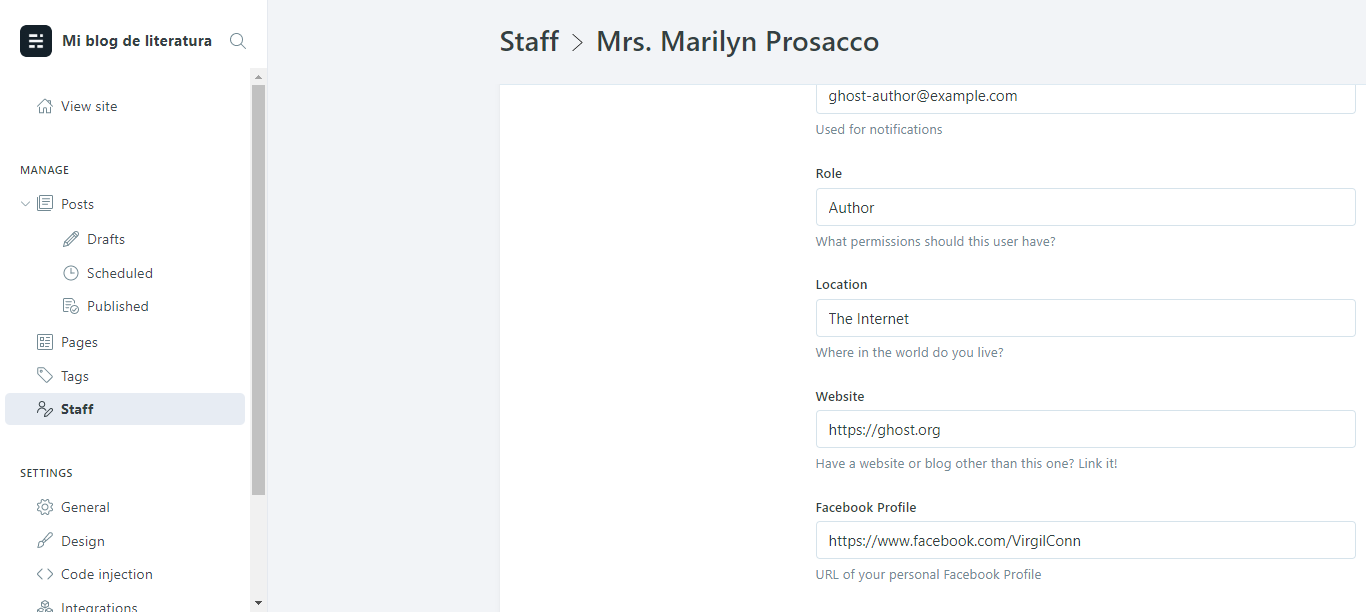 Mi blog de literatura
View site
MANAGE
Posts
Drafts
Scheduled
Published
Pages
Tags
Staff
SETTINGS
General
Design
Code injection
Integrations
Staff > Mrs. Marilyn Prosacco
ghost-author@example.com
Used for notifications
Role
Author
What permissions should this user have?
Location
The Internet
Where in the world do you live?
Website
https://ghost.org
Have a website or blog other than this one? Link it!
Facebook Profile
https://www.facebook.com/VirgilConn
URL of your personal Facebook Profile